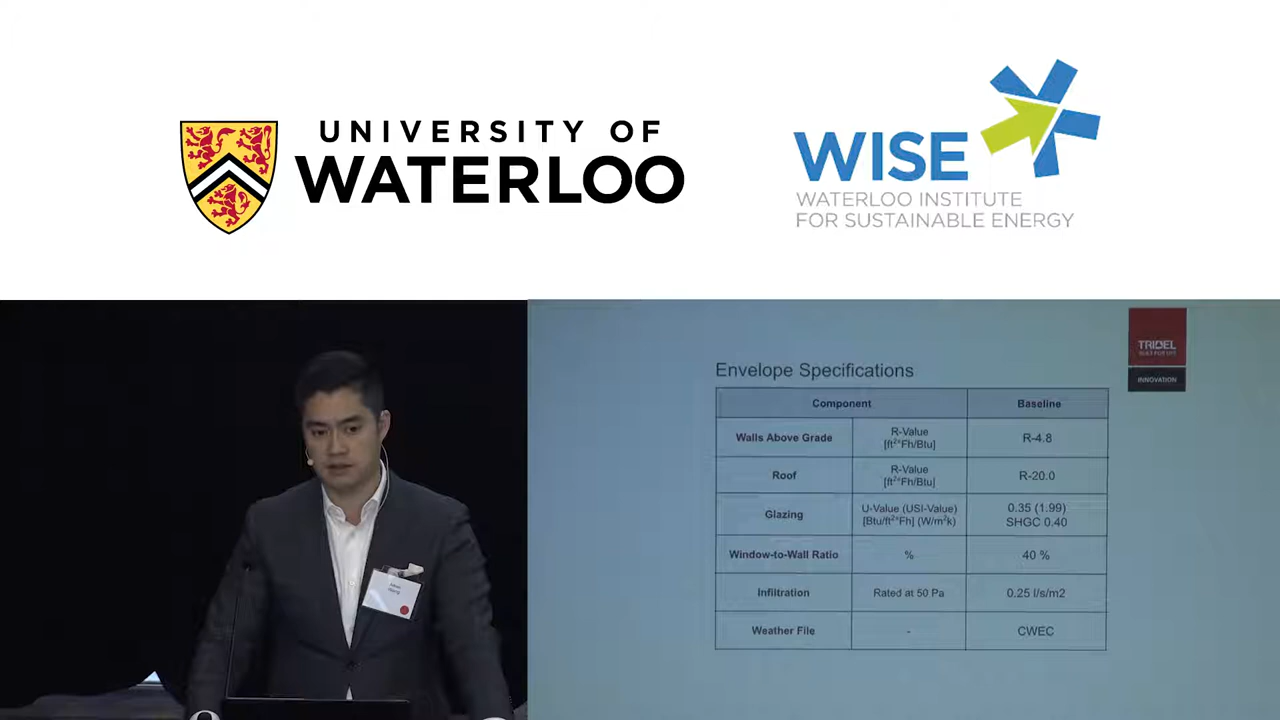 UNIVERSITY OF
WATERLOO
WISE
WATERLOO INSTITUTE
FOR SUSTAINABLE ENERGY
TRIDEL
BUILT FOR LIFE
INNOVATION
Envelope Specifications
Component Baseline
Walls Above Grade R-Value [ft²°Fh/Btu] R-4.8
Roof R-Value [ft²°Fh/Btu] R-20.0
Glazing U-Value (USI-Value) [Btu/ft²°Fh] (W/m²k) 0.35 (1.99) SHGC 0.40
Window-to-Wall Ratio % 40 %
Infiltration Rated at 50 Pa 0.25 l/s/m2
Weather File - CWEC